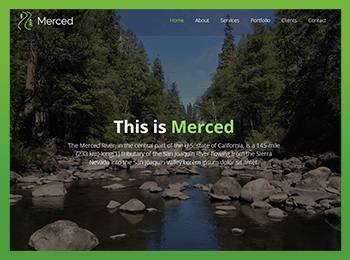 Merced
Home About Services Portfolio Clients Contact
This is Merced
The Merced River, in the central part of the U.S. state of California, is a 145-mile
(233 km)-long[1] tributary of the San Joaquin River flowing from the Sierra
Nevada into the San Joaquin Valley. Lorem ipsum dolor sit amet.